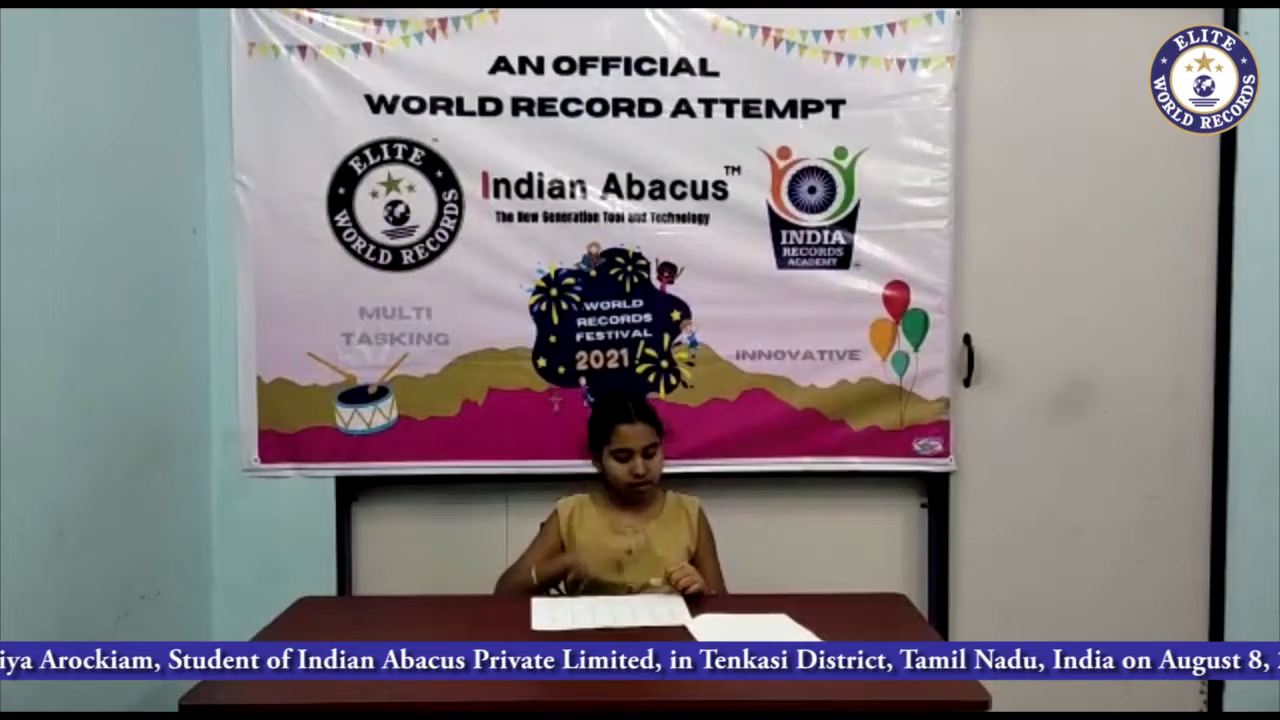 AN OFFICIAL
WORLD RECORD ATTEMPT
ELITE
WORLD RECORDS
Indian Abacus™
The New Generation Tool and Technology
INDIA
RECORDS
ACADEMY
MULTI
TASKING
WORLD
RECORDS
FESTIVAL
2021
INNOVATIVE
ELITE
WORLD RECORDS
iya Arockiam, Student of Indian Abacus Private Limited, in Tenkasi District, Tamil Nadu, India on August 8,